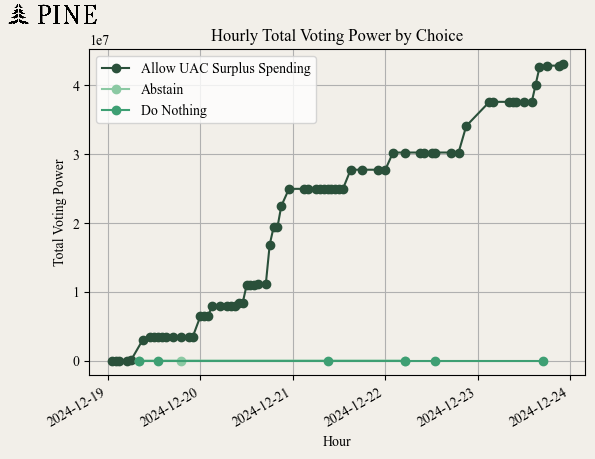 PINE
Hourly Total Voting Power by Choice
1e7
Allow UAC Surplus Spending
Abstain
Do Nothing
Total Voting Power
4
3
2
1
0
2024-12-19
2024-12-20
2024-12-21
2024-12-22
2024-12-23
2024-12-24
Hour